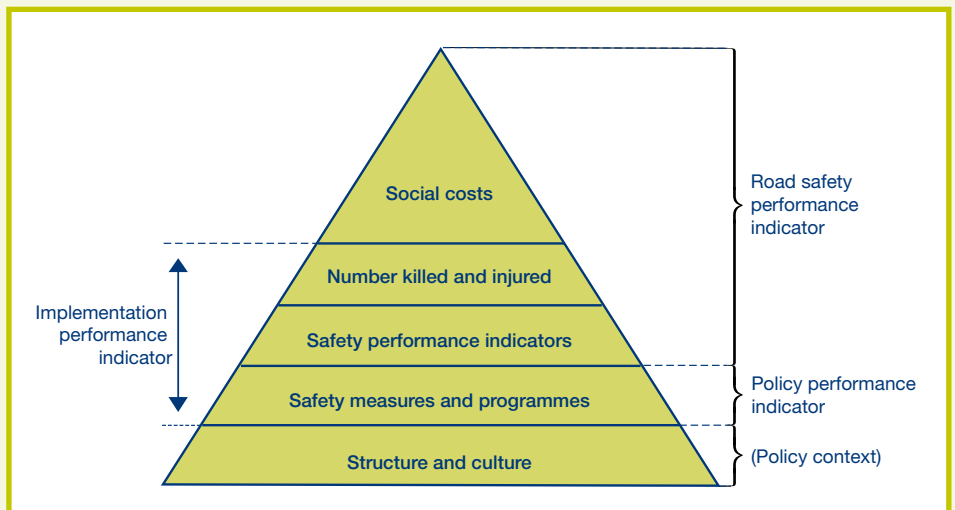 Social costs
Number killed and injured
Safety performance indicators
Safety measures and programmes
Structure and culture
Implementation
performance
indicator
Road safety
performance
indicator
Policy performance
indicator
(Policy context)